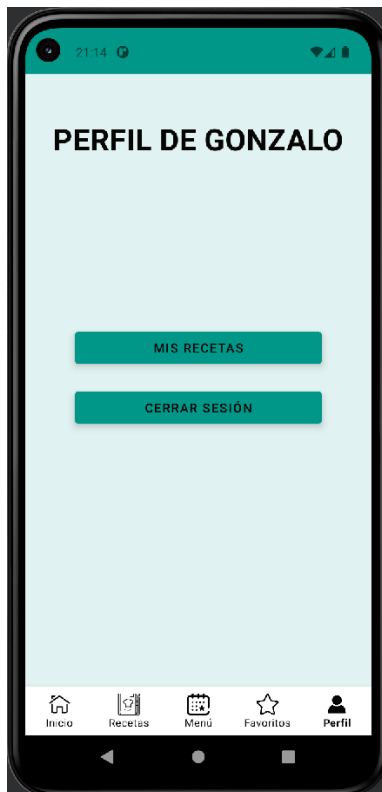 21:14
PERFIL DE GONZALO
MIS RECETAS
CERRAR SESIÓN
Inicio
Recetas
Menú
Favoritos
Perfil